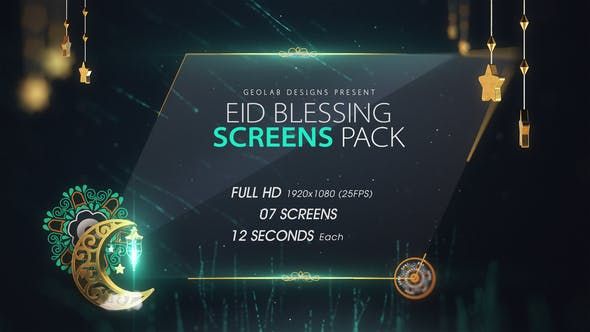 GEOLAB DESIGNS PRESENT
EID BLESSING
SCREENS PACK
FULL HD 1920x1080 (25FPS)
07 SCREENS
12 SECONDS Each